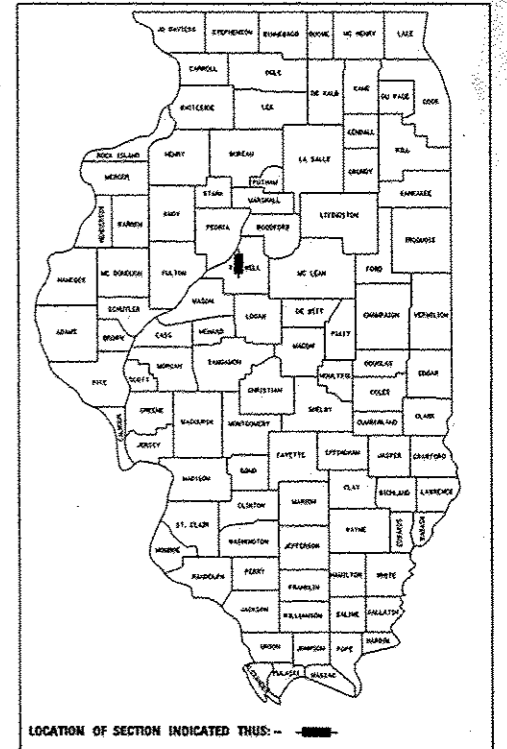 JO DAVIESS STEPHENSON WINNEBAGO BOONE MC HENRY LAKE
CARROLL OGLE
DE KALB KANE DU PAGE COOK
WHITESIDE LEE
KENDALL WILL
ROCK ISLAND HENRY BUREAU LA SALLE GRUNDY
MERCER PUTNAM KANKAKEE
STARK MARSHALL
HENDERSON WARREN KNOX PEORIA WOODFORD LIVINGSTON IROQUOIS
HANCOCK MC DONOUGH FULTON WELL MC LEAN FORD
MASON
SCHUYLER LOGAN DE WITT CHAMPAIGN VERMILION
ADAMS BROWN CASS MENARD MACON PIATT
MORGAN SANGAMON DOUGLAS EDGAR
PIKE SCOTT CHRISTIAN MOULTRIE COLES
GREENE MACOUPIN MONTGOMERY SHELBY CUMBERLAND CLARK
CALHOUN JERSEY
FAYETTE EFFINGHAM JASPER CRAWFORD
MADISON BOND
CLAY RICHLAND LAWRENCE
CLINTON MARION
ST. CLAIR WAYNE EDWARDS WABASH
MONROE WASHINGTON JEFFERSON
RANDOLPH PERRY HAMILTON WHITE
FRANKLIN
JACKSON WILLIAMSON SALINE GALLATIN
UNION JOHNSON POPE HARDIN
ALEXANDER PULASKI MASSAC
LOCATION OF SECTION INDICATED THUS: --